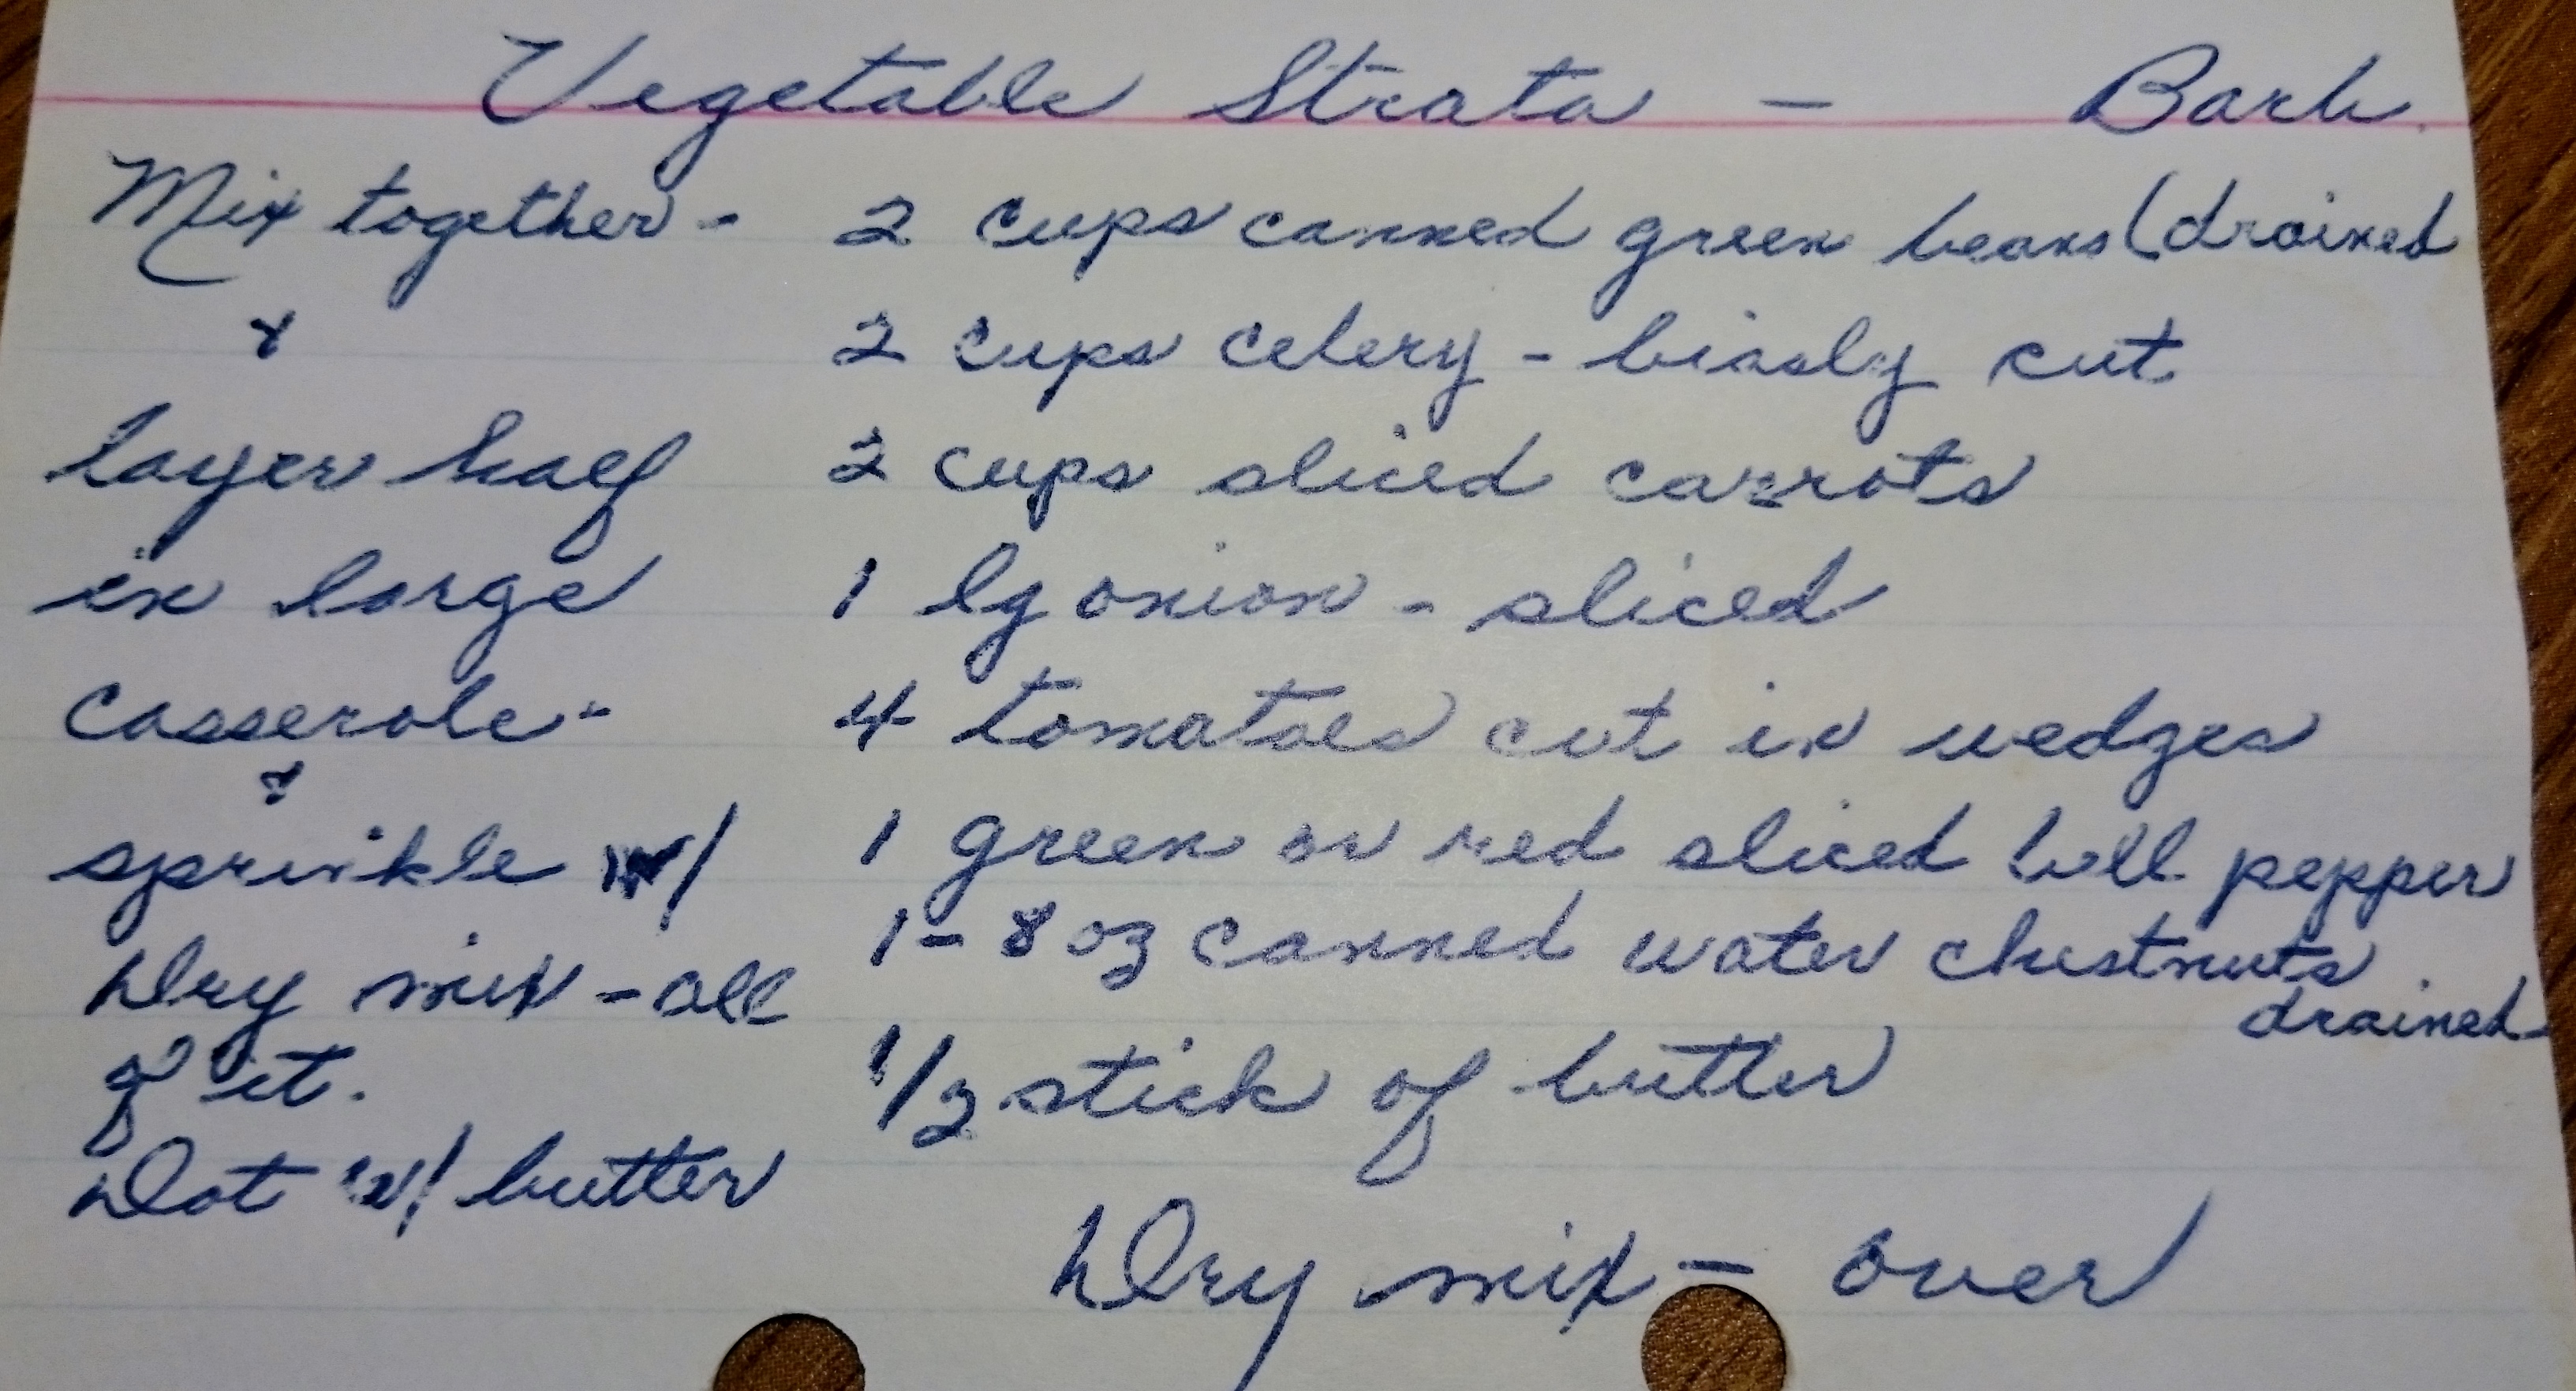 Vegetable Strata - Barb
Mix together - 2 cups canned green beans (drained
& 2 cups celery - biasly cut
layer half 2 cups sliced carrots
in large 1 lg onion - sliced
casserole - 4 tomatoes cut in wedges
&
sprinkle w/ 1 green or red sliced bell pepper
Dry mix - all 1 - 8 oz canned water chestnuts
drained
of it. 1/2 stick of butter
Dot w/ butter
Dry mix - over